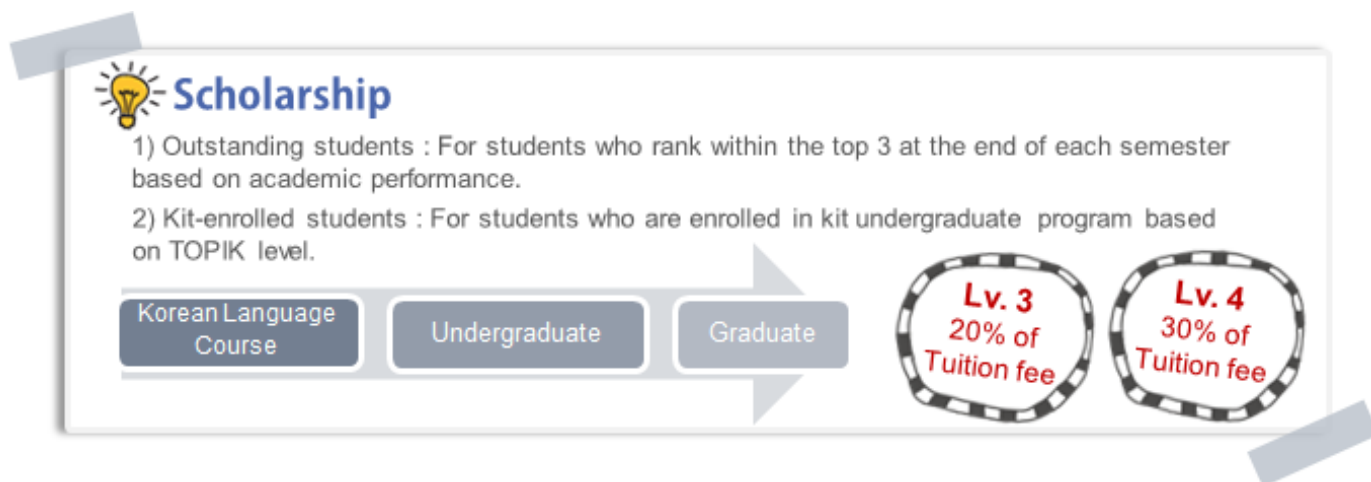 Scholarship
1) Outstanding students : For students who rank within the top 3 at the end of each semester
based on academic performance.
2) Kit-enrolled students : For students who are enrolled in kit undergraduate program based
on TOPIK level.
Korean Language
Course
Undergraduate
Graduate
Lv. 3
20% of
Tuition fee
Lv. 4
30% of
Tuition fee